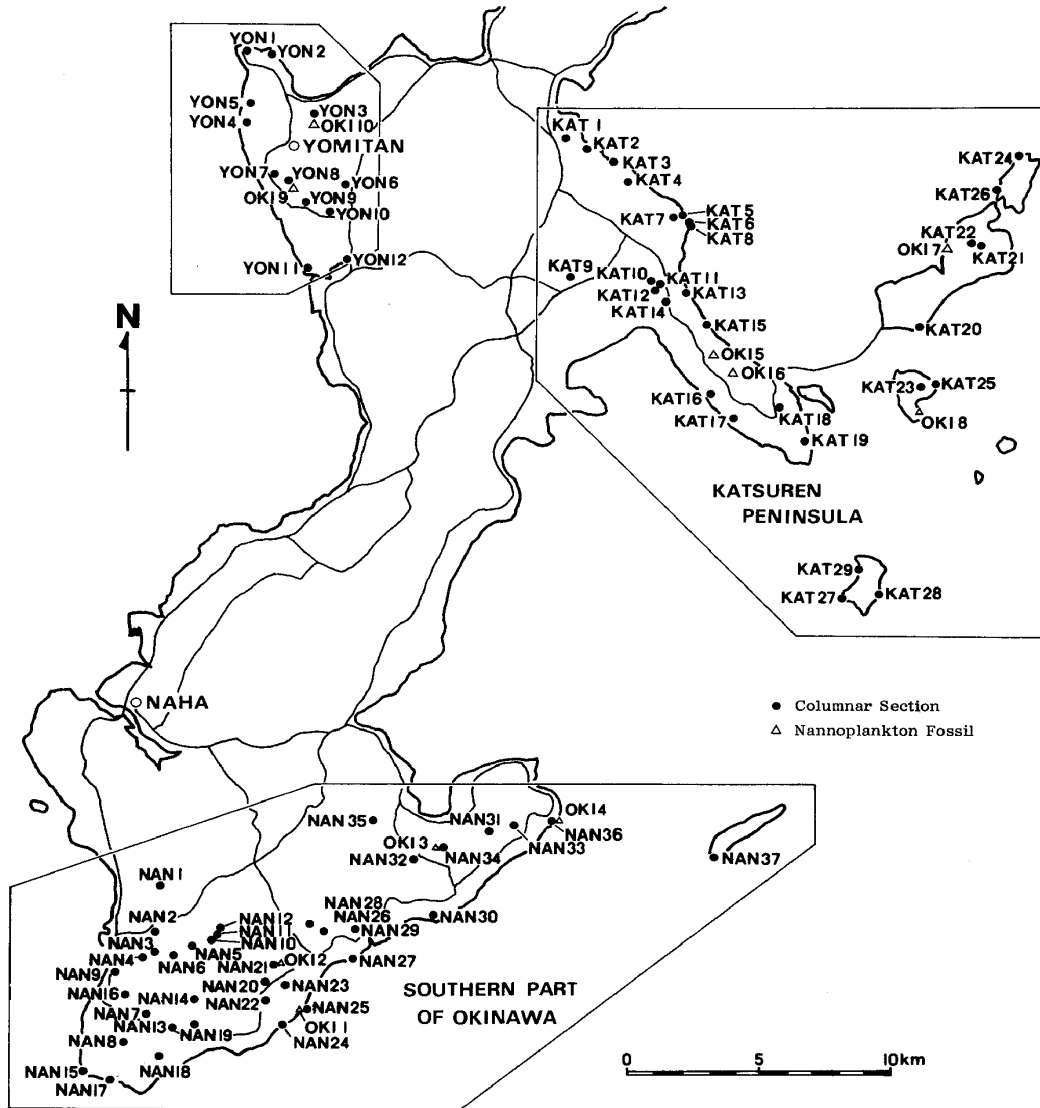 YON1
YON2
YON5
YON4
YON3
OKI10
YOMITAN
YON7
YON8
YON6
OKI9
YON9
YON10
YON11
YON12
N
KAT1
KAT2
KAT3
KAT4
KAT5
KAT7
KAT6
KAT8
KAT9
KAT10
KAT11
KAT12
KAT13
KAT14
KAT15
OKI5
OKI6
KAT16
KAT17
KAT18
KAT19
KAT24
KAT26
KAT22
OKI7
KAT21
KAT20
KAT23
KAT25
OKI8
KATSUREN
PENINSULA
KAT29
KAT27
KAT28
NAHA
Columnar Section
Nannoplankton Fossil
NAN35
NAN31
OKI4
OKI3
NAN36
NAN33
NAN32
NAN34
NAN37
NAN1
NAN2
NAN12
NAN28
NAN26
NAN30
NAN11
NAN29
NAN3
NAN10
NAN4
NAN5
NAN6
NAN21
OKI2
NAN27
NAN9
NAN20
NAN23
NAN16
NAN14
NAN22
NAN7
NAN25
NAN13
NAN19
OKI1
NAN24
NAN8
NAN15
NAN18
NAN17
SOUTHERN PART
OF OKINAWA
0 5 10km